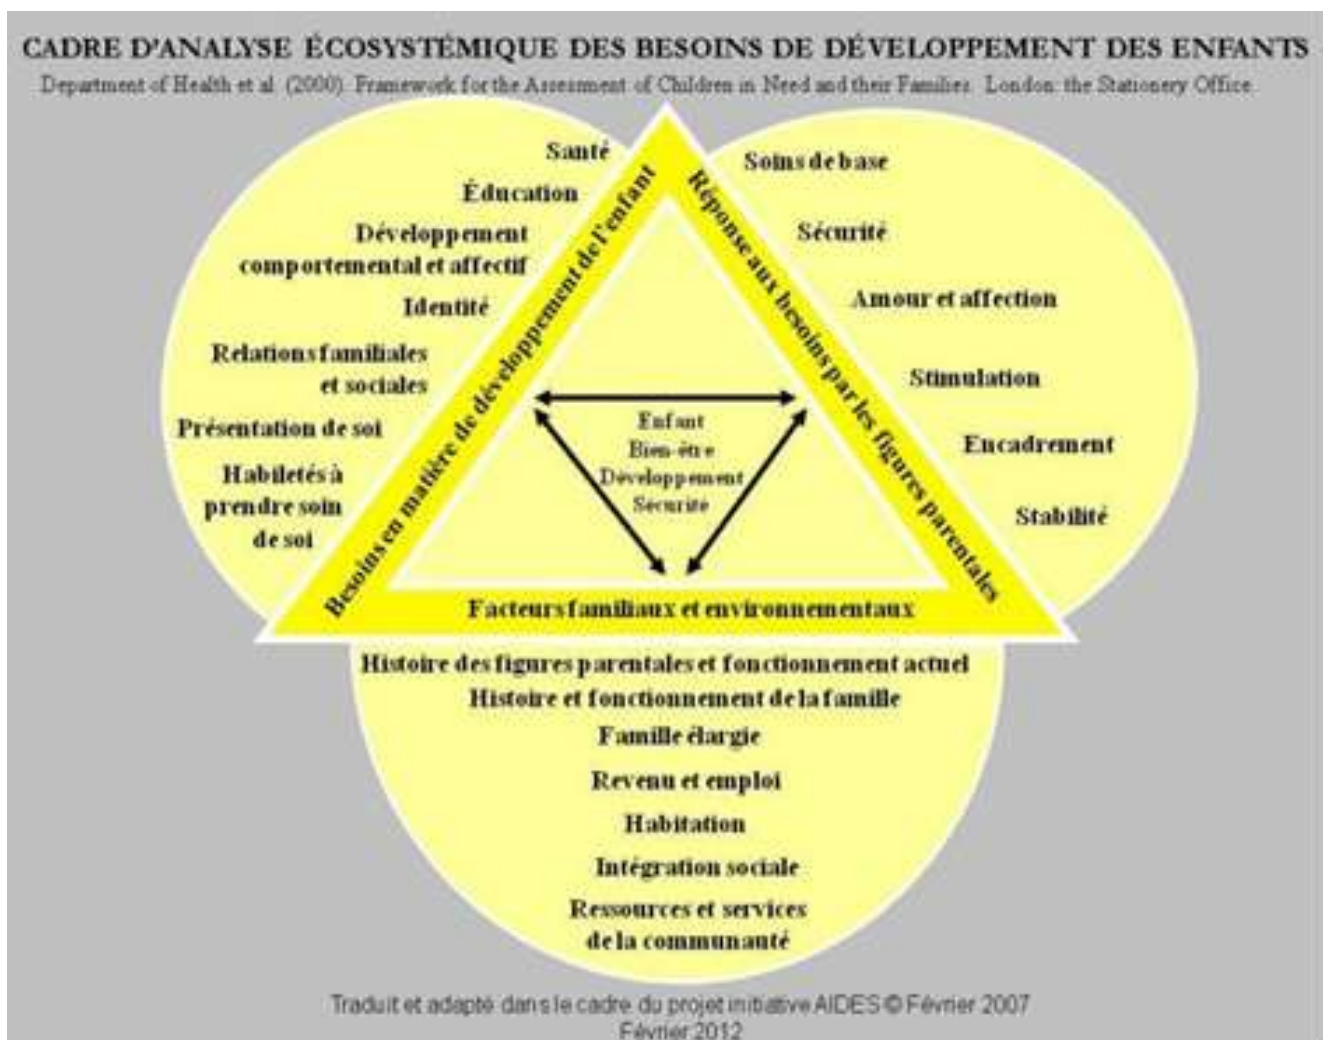 CADRE D'ANALYSE ÉCOSYSTÉMIQUE DES BESOINS DE DÉVELOPPEMENT DES ENFANTS
Department of Health et al. (2000). Framework for the Assessment of Children in Need and their Families. London: the Stationery Office.
Santé
Éducation
Développement
comportemental et affectif
Identité
Relations familiales
et sociales
Présentation de soi
Habiletés à
prendre soin
de soi
Besoins en matière de développement de l'enfant
Réponse aux besoins par les figures parentales
Soins de base
Sécurité
Amour et affection
Stimulation
Encadrement
Stabilité
Enfant
Bien-être
Développement
Sécurité
Facteurs familiaux et environnementaux
Histoire des figures parentales et fonctionnement actuel
Histoire et fonctionnement de la famille
Famille élargie
Revenu et emploi
Habitation
Intégration sociale
Ressources et services
de la communauté
Traduit et adapté dans le cadre du projet initiative AIDES © Février 2007
Février 2012